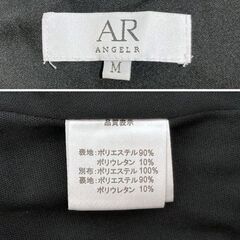 AR
ANGEL R
M
品質表示
表地:ポリエステル90%
ポリウレタン 10%
別布:ポリエステル100%
裏地:ポリエステル90%
ポリウレタン 10%